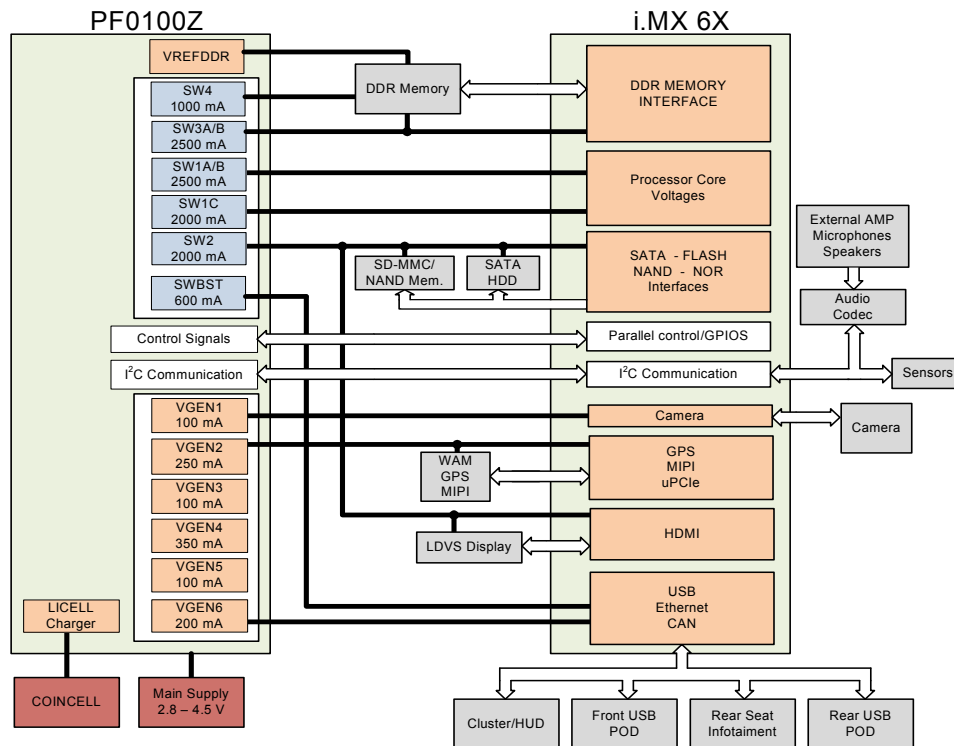 PF0100Z
i.MX 6X
VREFDDR
SW4
1000 mA
SW3A/B
2500 mA
SW1A/B
2500 mA
SW1C
2000 mA
SW2
2000 mA
SWBST
600 mA
Control Signals
I²C Communication
VGEN1
100 mA
VGEN2
250 mA
VGEN3
100 mA
VGEN4
350 mA
VGEN5
100 mA
VGEN6
200 mA
LICELL
Charger
COINCELL
Main Supply
2.8 – 4.5 V
DDR Memory
SD-MMC/
NAND Mem.
SATA
HDD
WAM
GPS
MIPI
LDVS Display
DDR MEMORY
INTERFACE
Processor Core
Voltages
SATA - FLASH
NAND - NOR
Interfaces
Parallel control/GPIOS
I²C Communication
Camera
GPS
MIPI
uPCIe
HDMI
USB
Ethernet
CAN
External AMP
Microphones
Speakers
Audio
Codec
Sensors
Camera
Cluster/HUD
Front USB
POD
Rear Seat
Infotaiment
Rear USB
POD